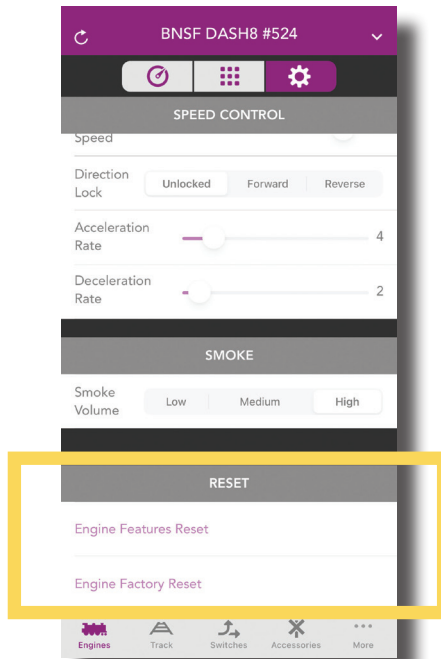 BNSF DASH8 #524
SPEED CONTROL
Speed
Direction
Lock
Unlocked Forward Reverse
Acceleration
Rate
4
Deceleration
Rate
2
SMOKE
Smoke
Volume
Low Medium High
RESET
Engine Features Reset
Engine Factory Reset
Engines Track Switches Accessories More